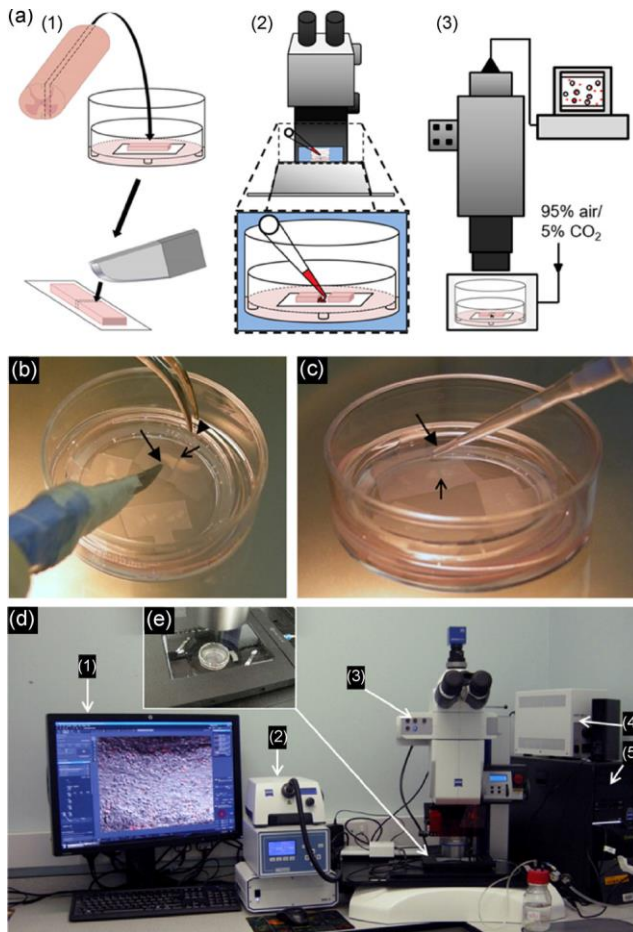 (a)
(1)
(2)
(3)
95% air/
5% CO₂
(b)
(c)
(d)
(e)
(1)
(2)
(3)
(4)
(5)